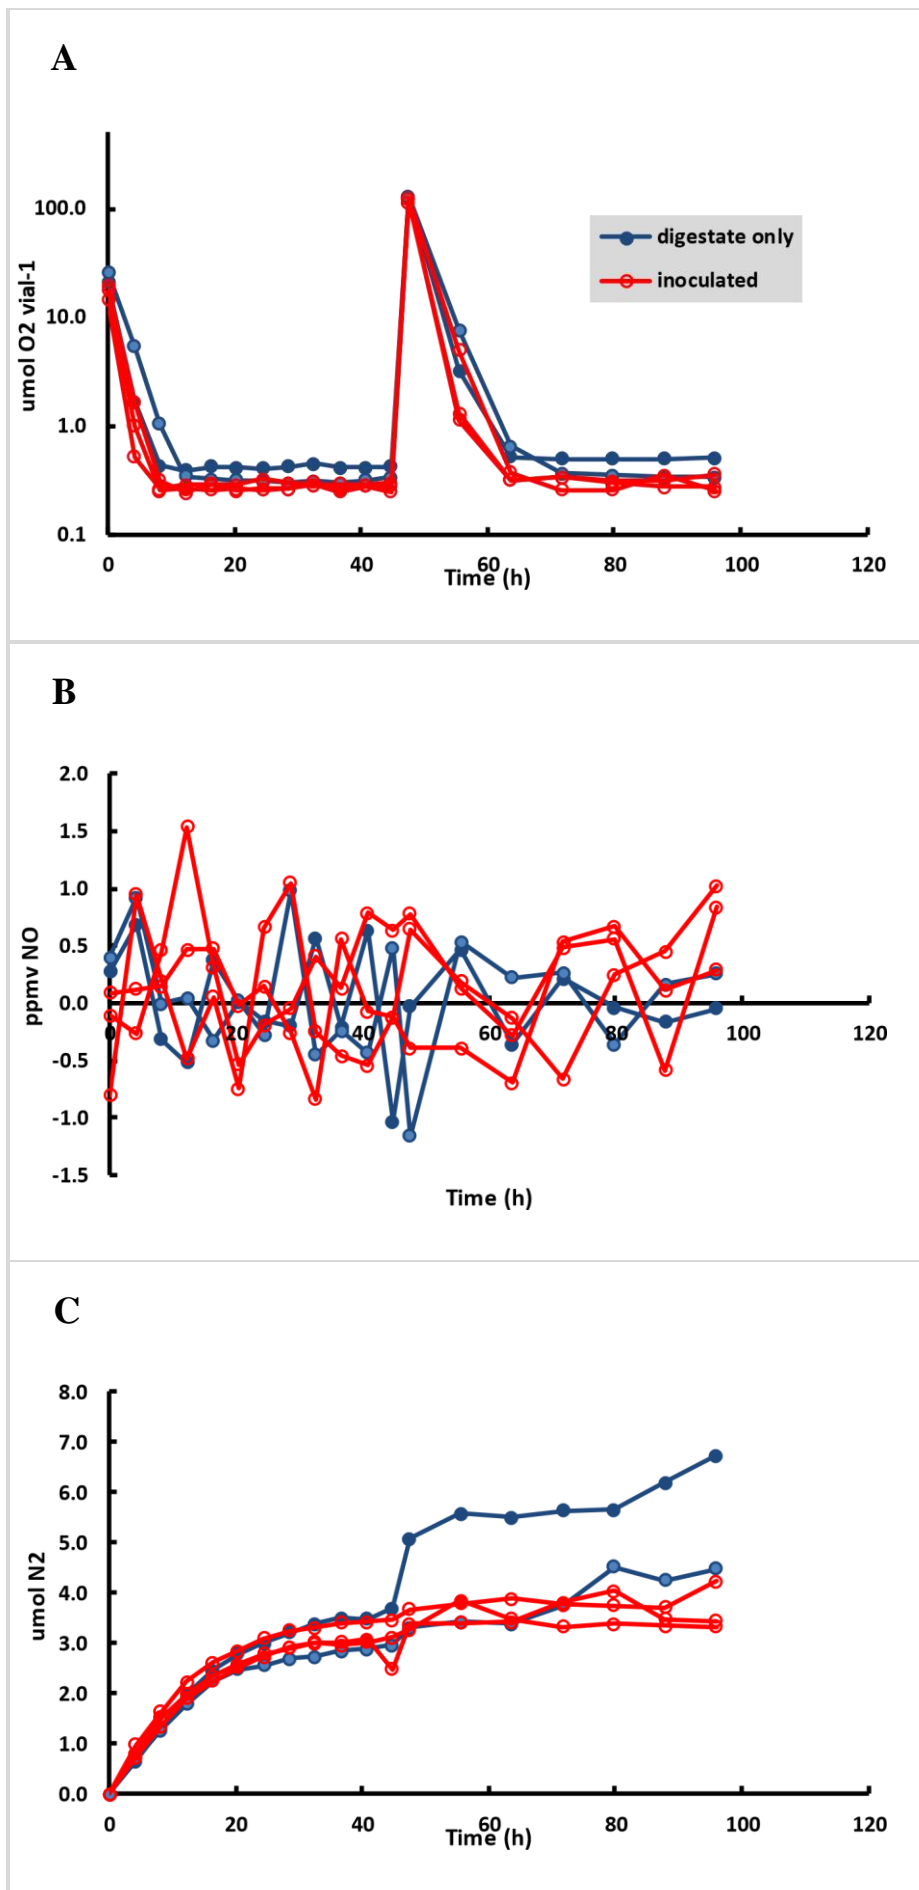 A
umol O2 vial-1
100.0
10.0
1.0
0.1
digestate only
inoculated
0 20 40 60 80 100 120
Time (h)
B
ppmv NO
2.0
1.5
1.0
0.5
0.0
-0.5
-1.0
-1.5
0 20 40 60 80 100 120
Time (h)
C
umol N2
8.0
7.0
6.0
5.0
4.0
3.0
2.0
1.0
0.0
0 20 40 60 80 100 120
Time (h)